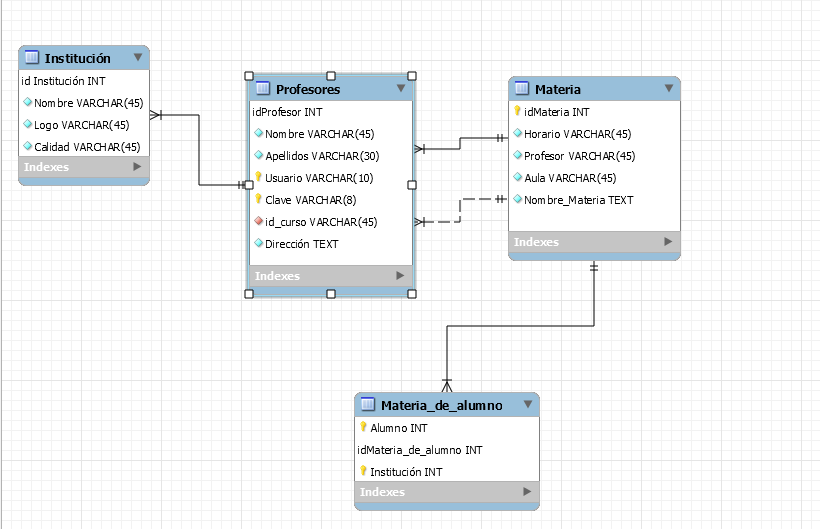 Institución
id Institución INT
Nombre VARCHAR(45)
Logo VARCHAR(45)
Calidad VARCHAR(45)
Indexes
Profesores
idProfesor INT
Nombre VARCHAR(45)
Apellidos VARCHAR(30)
Usuario VARCHAR(10)
Clave VARCHAR(8)
id_curso VARCHAR(45)
Dirección TEXT
Indexes
Materia
idMateria INT
Horario VARCHAR(45)
Profesor VARCHAR(45)
Aula VARCHAR(45)
Nombre_Materia TEXT
Indexes
Materia_de_alumno
Alumno INT
idMateria_de_alumno INT
Institución INT
Indexes